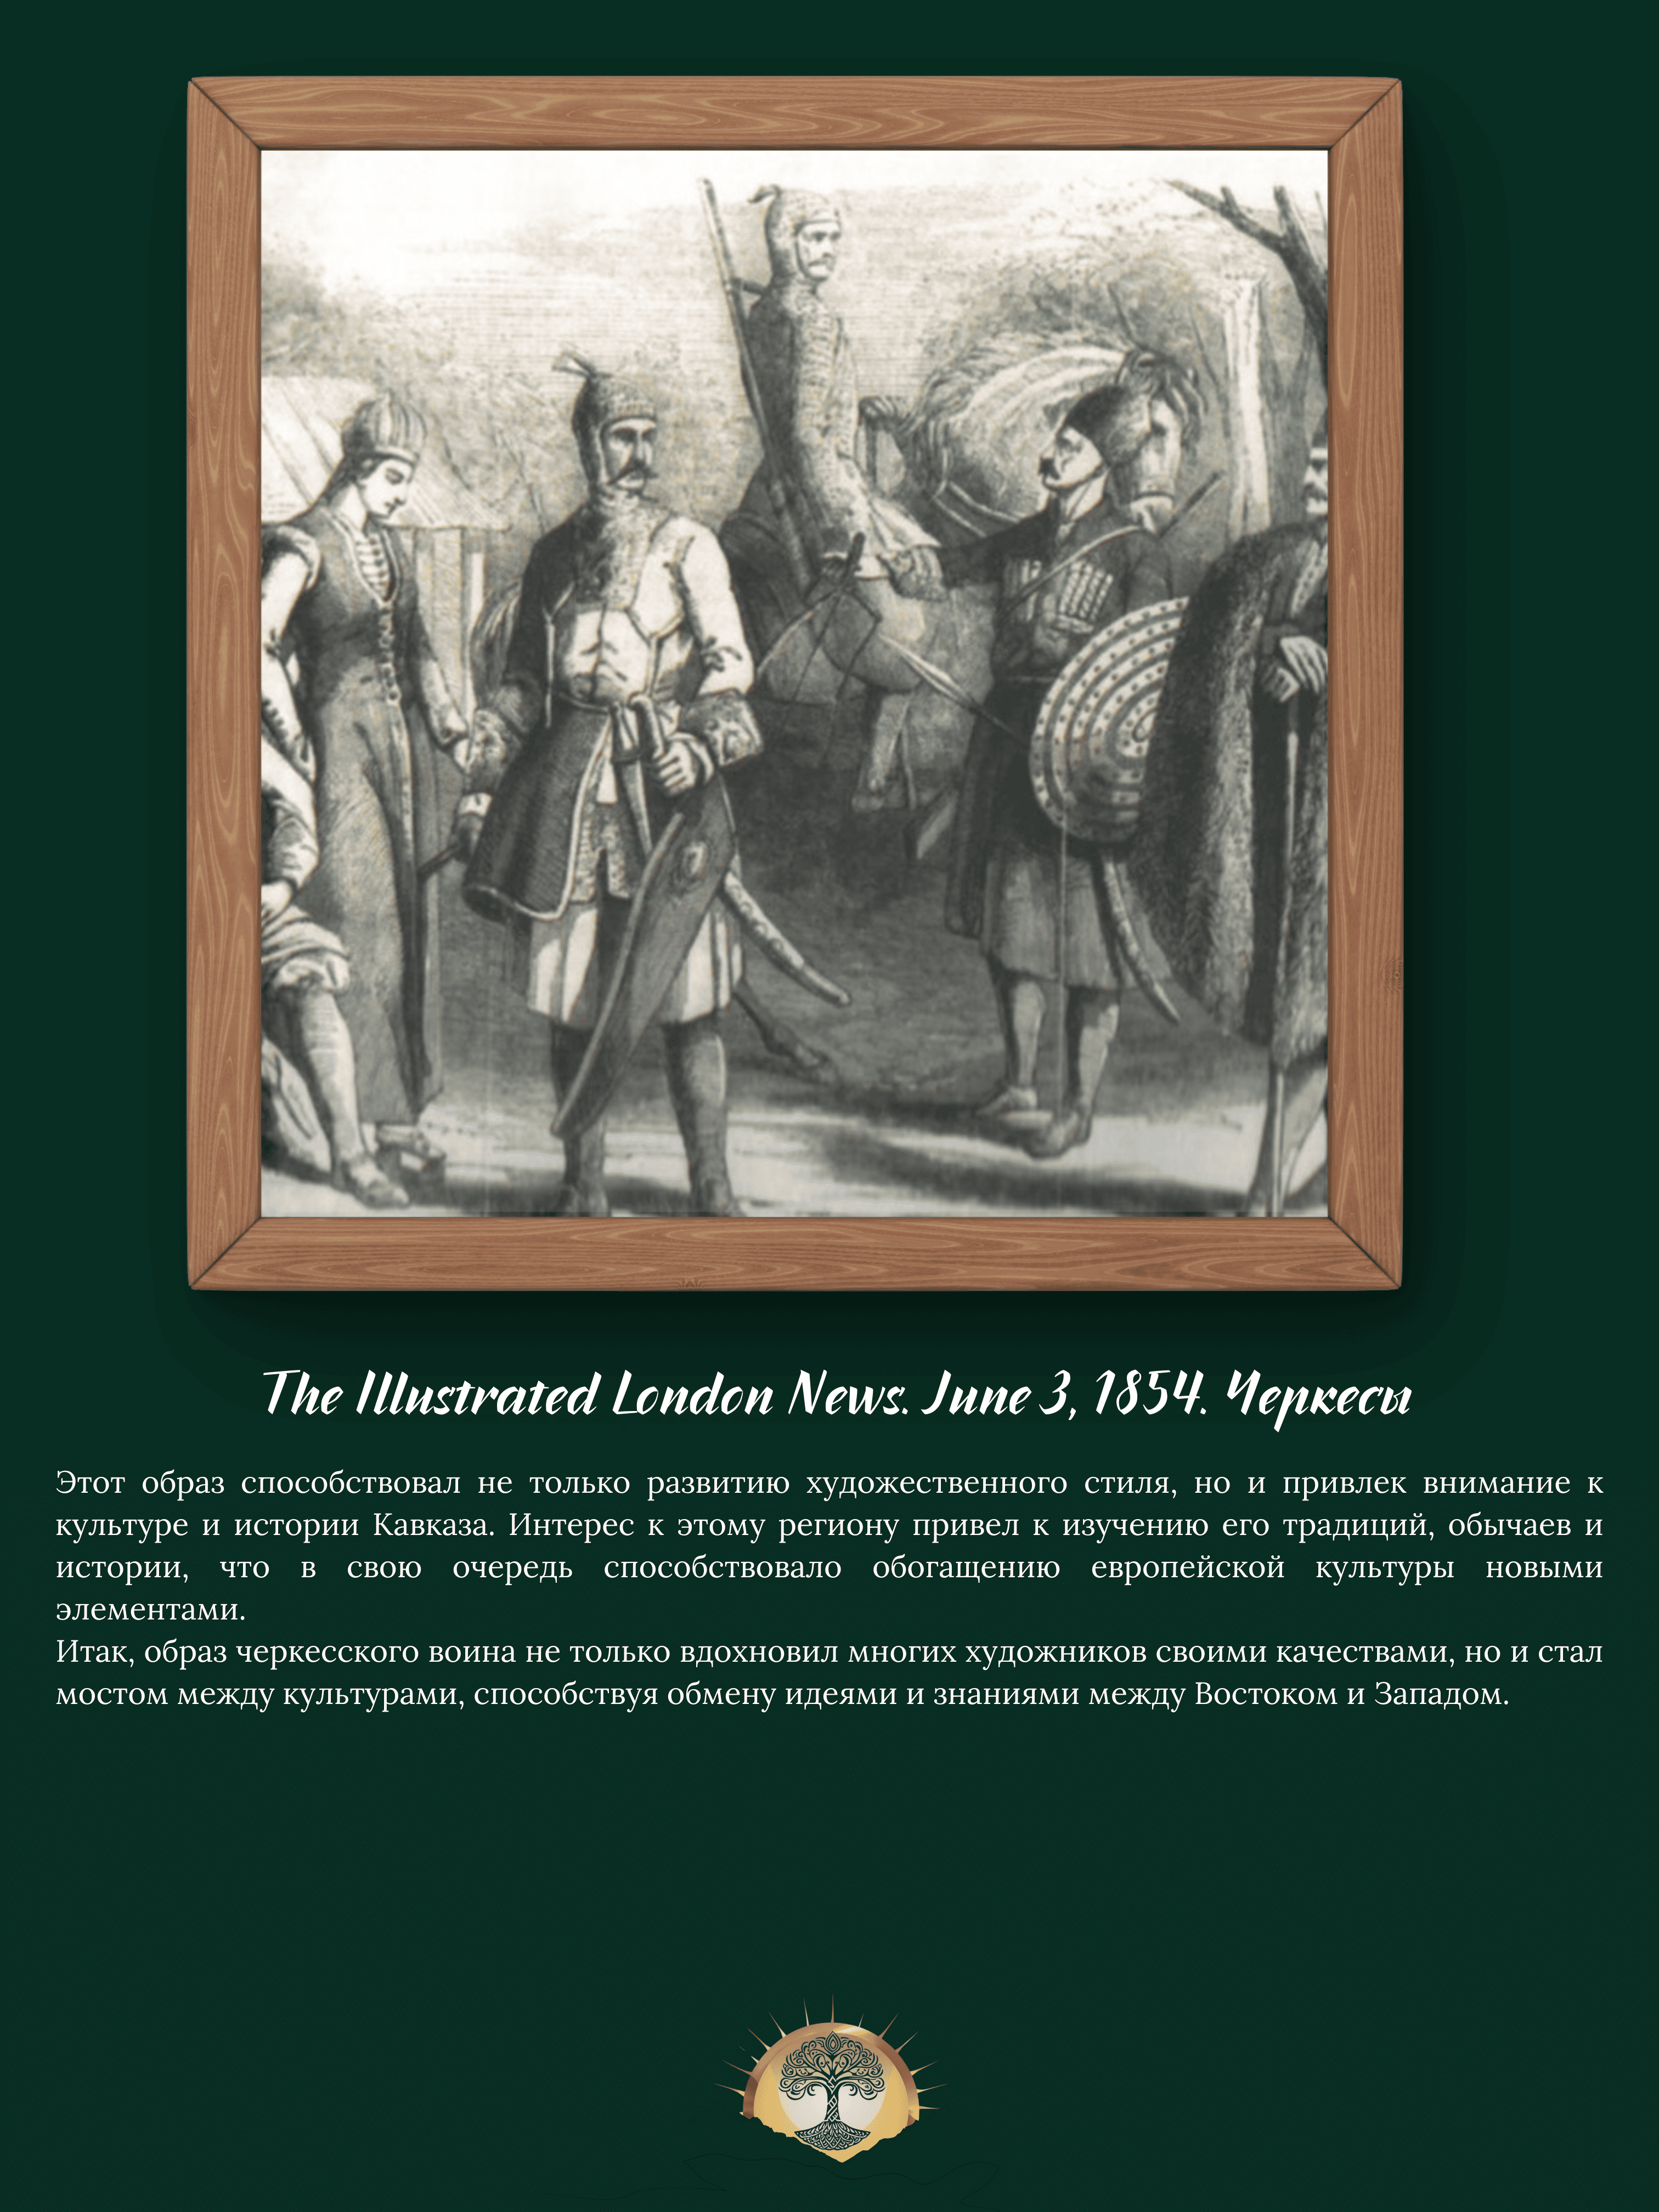 The Illustrated London News. June 3, 1854. Черкесы
Этот образ способствовал не только развитию художественного стиля, но и привлек внимание к
культуре и истории Кавказа. Интерес к этому региону привел к изучению его традиций, обычаев и
истории, что в свою очередь способствовало обогащению европейской культуры новыми
элементами.
Итак, образ черкесского воина не только вдохновил многих художников своими качествами, но и стал
мостом между культурами, способствуя обмену идеями и знаниями между Востоком и Западом.